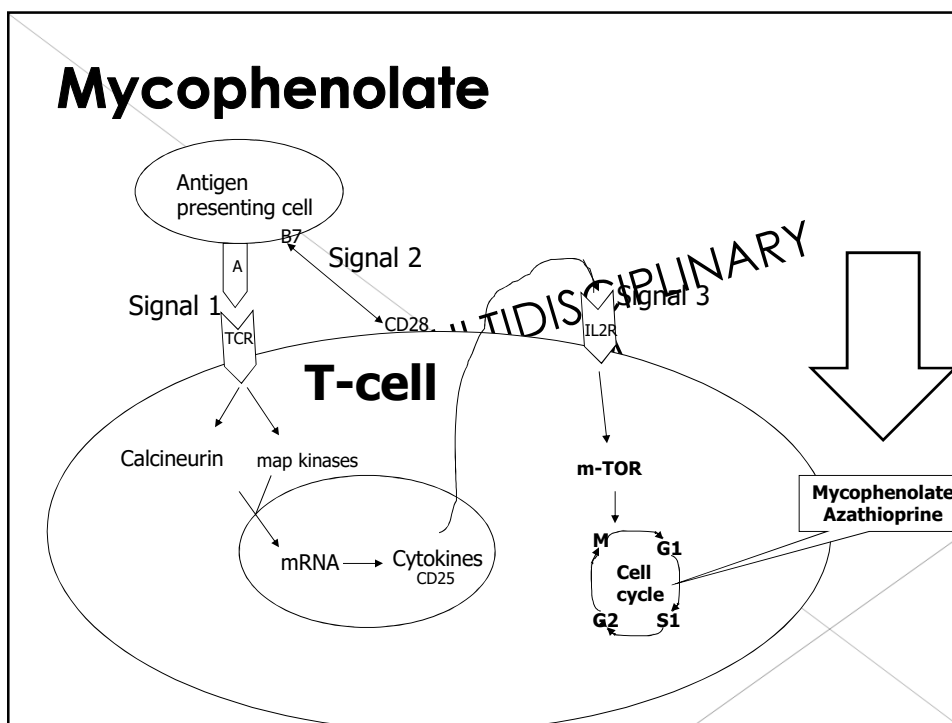 Mycophenolate
Antigen
presenting cell
B7
A
Signal 2
Signal 1
CD28
TCR
MULTIDISCIPLINARY
Signal 3
IL2R
T-cell
Calcineurin
map kinases
m-TOR
Mycophenolate
Azathioprine
mRNA
Cytokines
CD25
M
G1
Cell
cycle
G2
S1